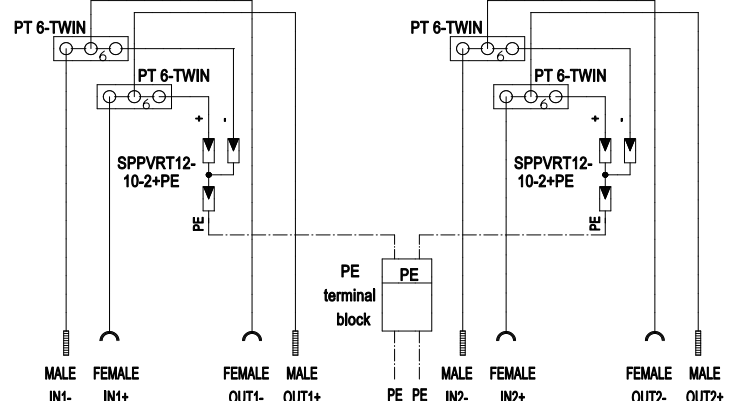 PT 6-TWIN
6
PT 6-TWIN
6
+ -
SPPVRT12-
10-2+PE
PE
PT 6-TWIN
6
PT 6-TWIN
6
+ -
SPPVRT12-
10-2+PE
PE
PE
terminal
block
PE
MALE
IN1-
FEMALE
IN1+
FEMALE
OUT1-
MALE
OUT1+
PE PE
MALE
IN2-
FEMALE
IN2+
FEMALE
OUT2-
MALE
OUT2+